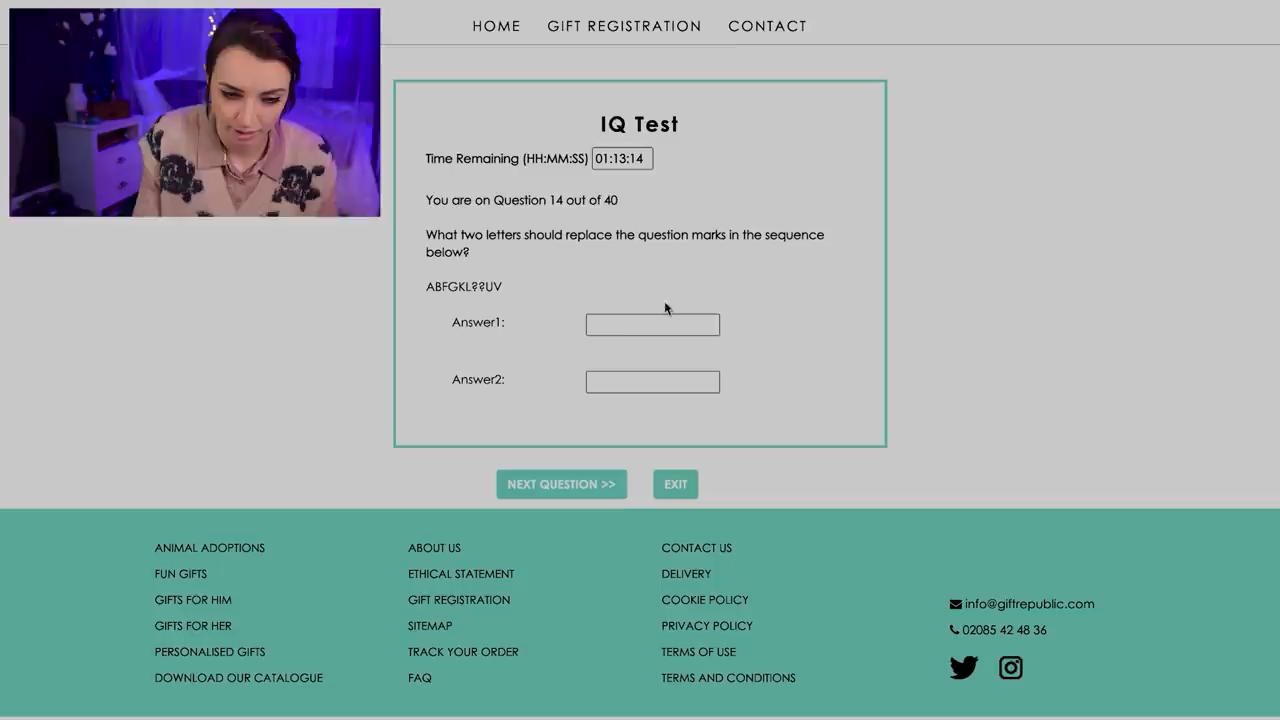 HOME GIFT REGISTRATION CONTACT
IQ Test
Time Remaining (HH:MM:SS) 01:13:14
You are on Question 14 out of 40
What two letters should replace the question marks in the sequence
below?
ABFGKL??UV
Answer1:
Answer2:
NEXT QUESTION >> EXIT
ANIMAL ADOPTIONS
FUN GIFTS
GIFTS FOR HIM
GIFTS FOR HER
PERSONALISED GIFTS
DOWNLOAD OUR CATALOGUE
ABOUT US
ETHICAL STATEMENT
GIFT REGISTRATION
SITEMAP
TRACK YOUR ORDER
FAQ
CONTACT US
DELIVERY
COOKIE POLICY
PRIVACY POLICY
TERMS OF USE
TERMS AND CONDITIONS
info@giftrepublic.com
02085 42 48 36